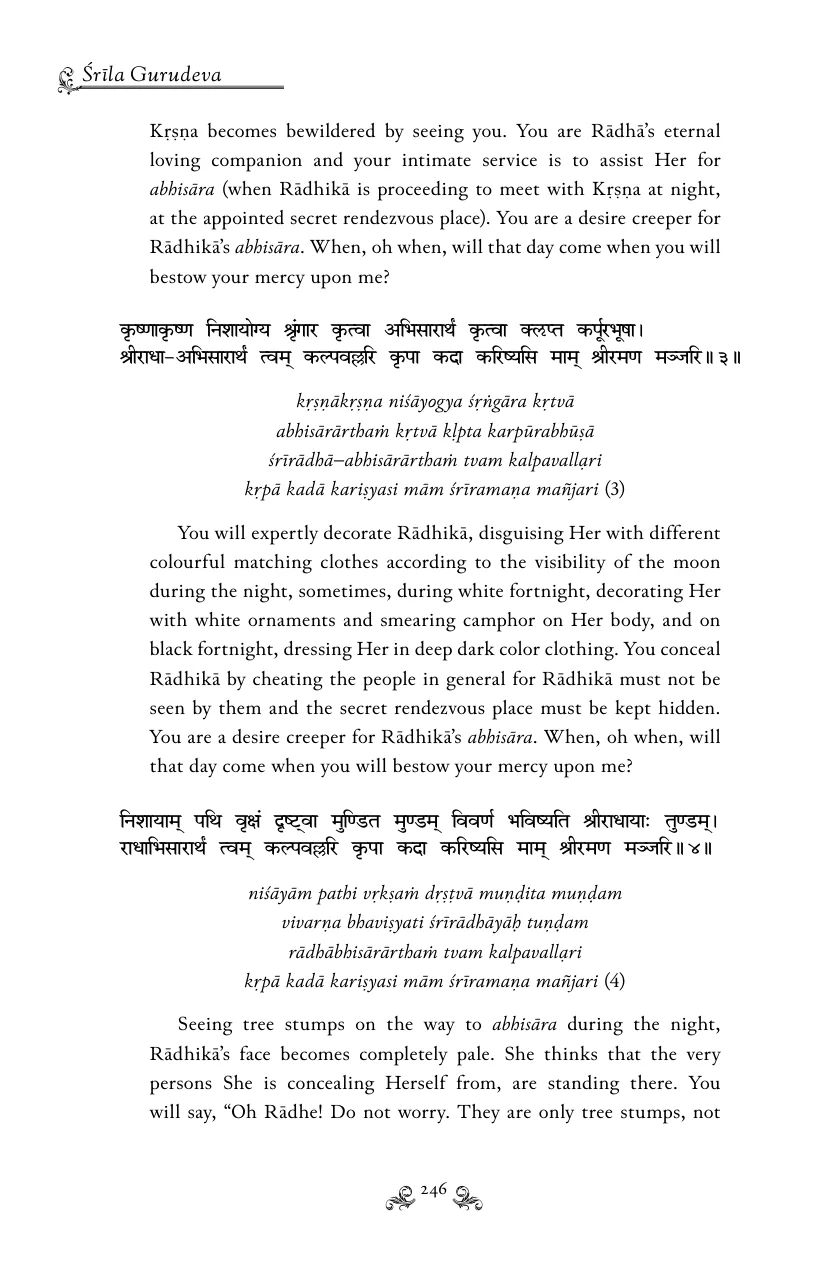 Śrīla Gurudeva
Kṛṣṇa becomes bewildered by seeing you. You are Rādhā’s eternal
loving companion and your intimate service is to assist Her for
abhisāra (when Rādhikā is proceeding to meet with Kṛṣṇa at night,
at the appointed secret rendezvous place). You are a desire creeper for
Rādhikā’s abhisāra. When, oh when, will that day come when you will
bestow your mercy upon me?
कृष्णाकृष्ण निशायोग्य श्रृंगार कृत्वा अभिसारार्थं कृत्वा क्लृप्त कर्पूरभूषा।
श्रीराधा–अभिसारार्थं त्वम् कल्पवल्लरि कृपा कदा करिष्यसि माम् श्रीरमण मञ्जरि॥३॥
kṛṣṇākṛṣṇa niśāyogya śṛṅgāra kṛtvā
abhisārārthaṁ kṛtvā kḷpta karpūrabhūṣā
śrīrādhā–abhisārārthaṁ tvam kalpavallạri
kṛpā kadā kariṣyasi mām śrīramaṇa mañjari (3)
You will expertly decorate Rādhikā, disguising Her with different
colourful matching clothes according to the visibility of the moon
during the night, sometimes, during white fortnight, decorating Her
with white ornaments and smearing camphor on Her body, and on
black fortnight, dressing Her in deep dark color clothing. You conceal
Rādhikā by cheating the people in general for Rādhikā must not be
seen by them and the secret rendezvous place must be kept hidden.
You are a desire creeper for Rādhikā’s abhisāra. When, oh when, will
that day come when you will bestow your mercy upon me?
निशायाम् पथि वृक्षं दृष्ट्वा मुण्डित मुण्डम् विवर्ण भविष्यति श्रीराधायाः तुण्डम्।
राधाभिसारार्थं त्वम् कल्पवल्लरि कृपा कदा करिष्यसि माम् श्रीरमण मञ्जरि॥४॥
niśāyām pathi vṛkṣaṁ dṛṣṭvā muṇḍita muṇḍam
vivarṇa bhaviṣyati śrīrādhāyāḥ tuṇḍam
rādhābhisārārthaṁ tvam kalpavallạri
kṛpā kadā kariṣyasi mām śrīramaṇa mañjari (4)
Seeing tree stumps on the way to abhisāra during the night,
Rādhikā’s face becomes completely pale. She thinks that the very
persons She is concealing Herself from, are standing there. You
will say, “Oh Rādhe! Do not worry. They are only tree stumps, not
246